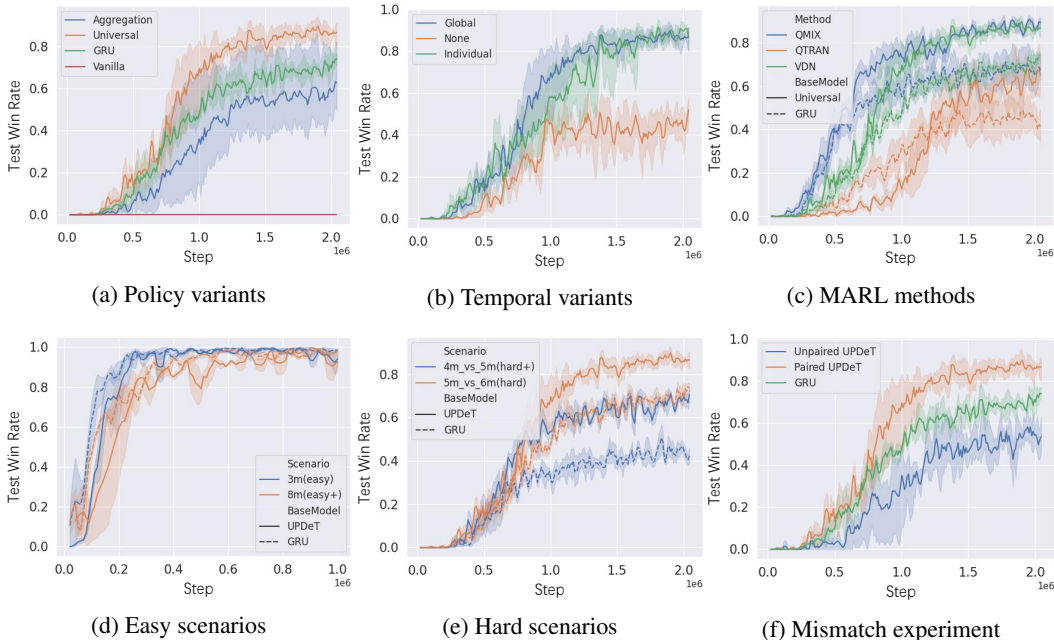 Test Win Rate
0.8
0.6
0.4
0.2
0.0
Aggregation
Universal
GRU
Vanilla
0.0 0.5 1.0 1.5 2.0
1e6
Step
(a) Policy variants
Test Win Rate
1.0
0.8
0.6
0.4
0.2
0.0
Global
None
Individual
0.0 0.5 1.0 1.5 2.0
1e6
Step
(b) Temporal variants
Test Win Rate
0.8
0.6
0.4
0.2
0.0
Method
QMIX
QTRAN
VDN
BaseModel
Universal
GRU
0.0 0.5 1.0 1.5 2.0
1e6
Step
(c) MARL methods
Test Win Rate
1.0
0.8
0.6
0.4
0.2
0.0
Scenario
3m(easy)
8m(easy+)
BaseModel
UPDeT
GRU
0.0 0.2 0.4 0.6 0.8 1.0
1e6
Step
(d) Easy scenarios
Test Win Rate
0.8
0.6
0.4
0.2
0.0
Scenario
4m_vs_5m(hard+)
5m_vs_6m(hard)
BaseModel
UPDeT
GRU
0.0 0.5 1.0 1.5 2.0
1e6
Step
(e) Hard scenarios
Test Win Rate
1.0
0.8
0.6
0.4
0.2
0.0
Unpaired UPDeT
Paired UPDeT
GRU
0.0 0.5 1.0 1.5 2.0
1e6
Step
(f) Mismatch experiment